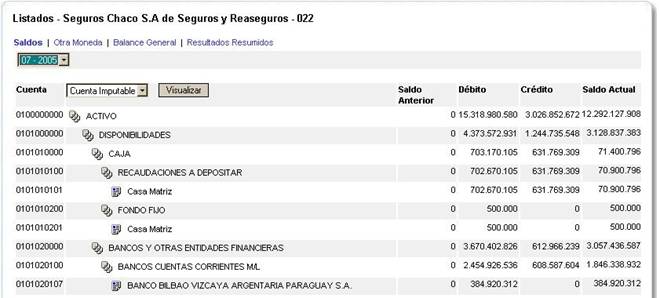 Listados - Seguros Chaco S.A de Seguros y Reaseguros - 022
Saldos | Otra Moneda | Balance General | Resultados Resumidos
07 - 2005
Cuenta Cuenta Imputable Visualizar Saldo Anterior Débito Crédito Saldo Actual
0100000000 ACTIVO 0 15.318.980.580 3.026.852.672 12.292.127.908
0101000000 DISPONIBILIDADES 0 4.373.572.931 1.244.735.548 3.128.837.383
0101010000 CAJA 0 703.170.105 631.769.309 71.400.796
0101010100 RECAUDACIONES A DEPOSITAR 0 702.670.105 631.769.309 70.900.796
0101010101 Casa Matriz 0 702.670.105 631.769.309 70.900.796
0101010200 FONDO FIJO 0 500.000 0 500.000
0101010201 Casa Matriz 0 500.000 0 500.000
0101020000 BANCOS Y OTRAS ENTIDADES FINANCIERAS 0 3.670.402.826 612.966.239 3.057.436.587
0101020100 BANCOS CUENTAS CORRIENTES M/L 0 2.454.926.536 608.587.604 1.846.338.932
0101020107 BANCO BILBAO VIZCAYA ARGENTARIA PARAGUAY S.A. 0 384.920.312 0 384.920.312